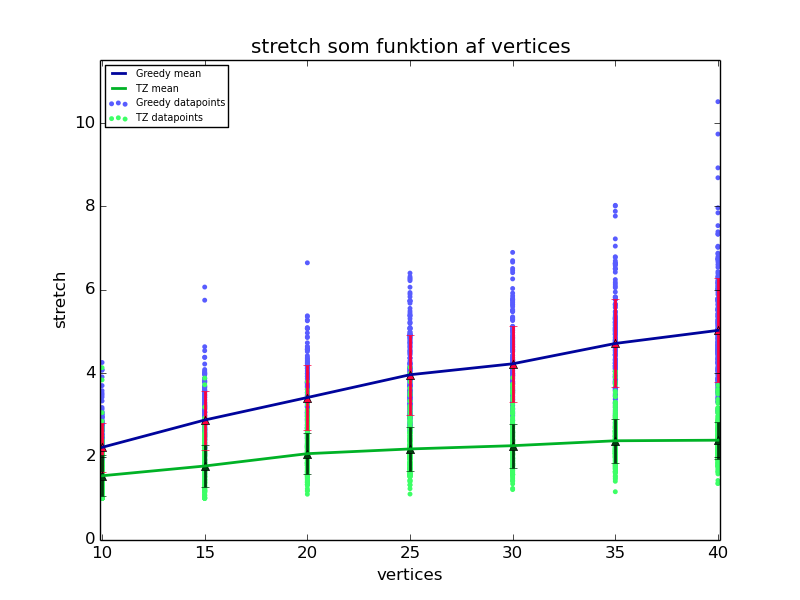 stretch som funktion af vertices
Greedy mean
TZ mean
Greedy datapoints
TZ datapoints
10
8
6
4
2
0
stretch
10 15 20 25 30 35 40
vertices